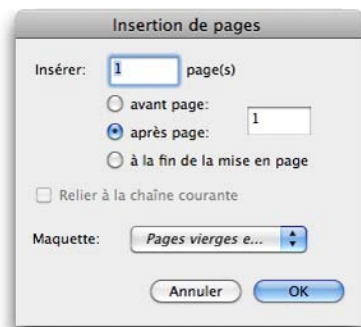 Insertion de pages
Insérer: 1 page(s)
avant page:
après page: 1
à la fin de la mise en page
Relier à la chaîne courante
Maquette: Pages vierges e...
Annuler OK